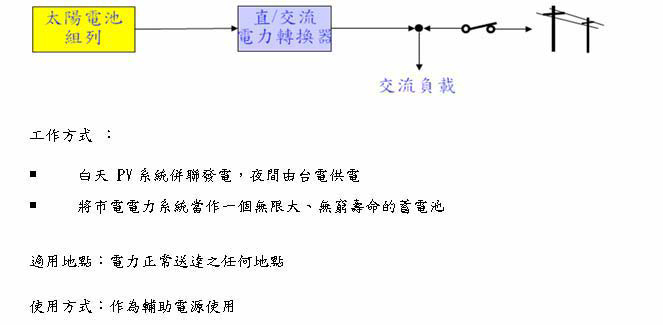 太陽電池
組列
直/交流
電力轉換器
交流負載
工作方式 ：
■ 白天 PV 系統併聯發電，夜間由台電供電
■ 將市電電力系統當作一個無限大、無窮壽命的蓄電池
適用地點：電力正常送達之任何地點
使用方式：作為輔助電源使用